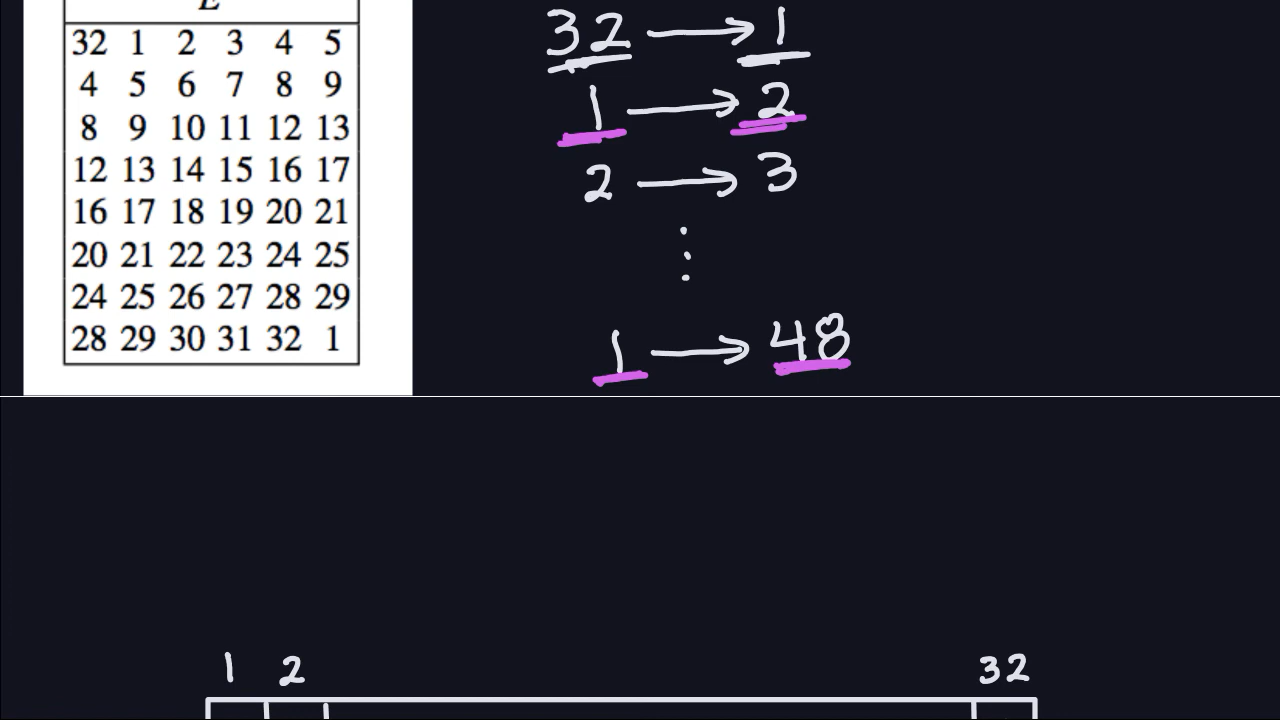 E
32 1 2 3 4 5
4 5 6 7 8 9
8 9 10 11 12 13
12 13 14 15 16 17
16 17 18 19 20 21
20 21 22 23 24 25
24 25 26 27 28 29
28 29 30 31 32 1
32 → 1
1 → 2
2 → 3
⋮
1 → 48
1 2 32